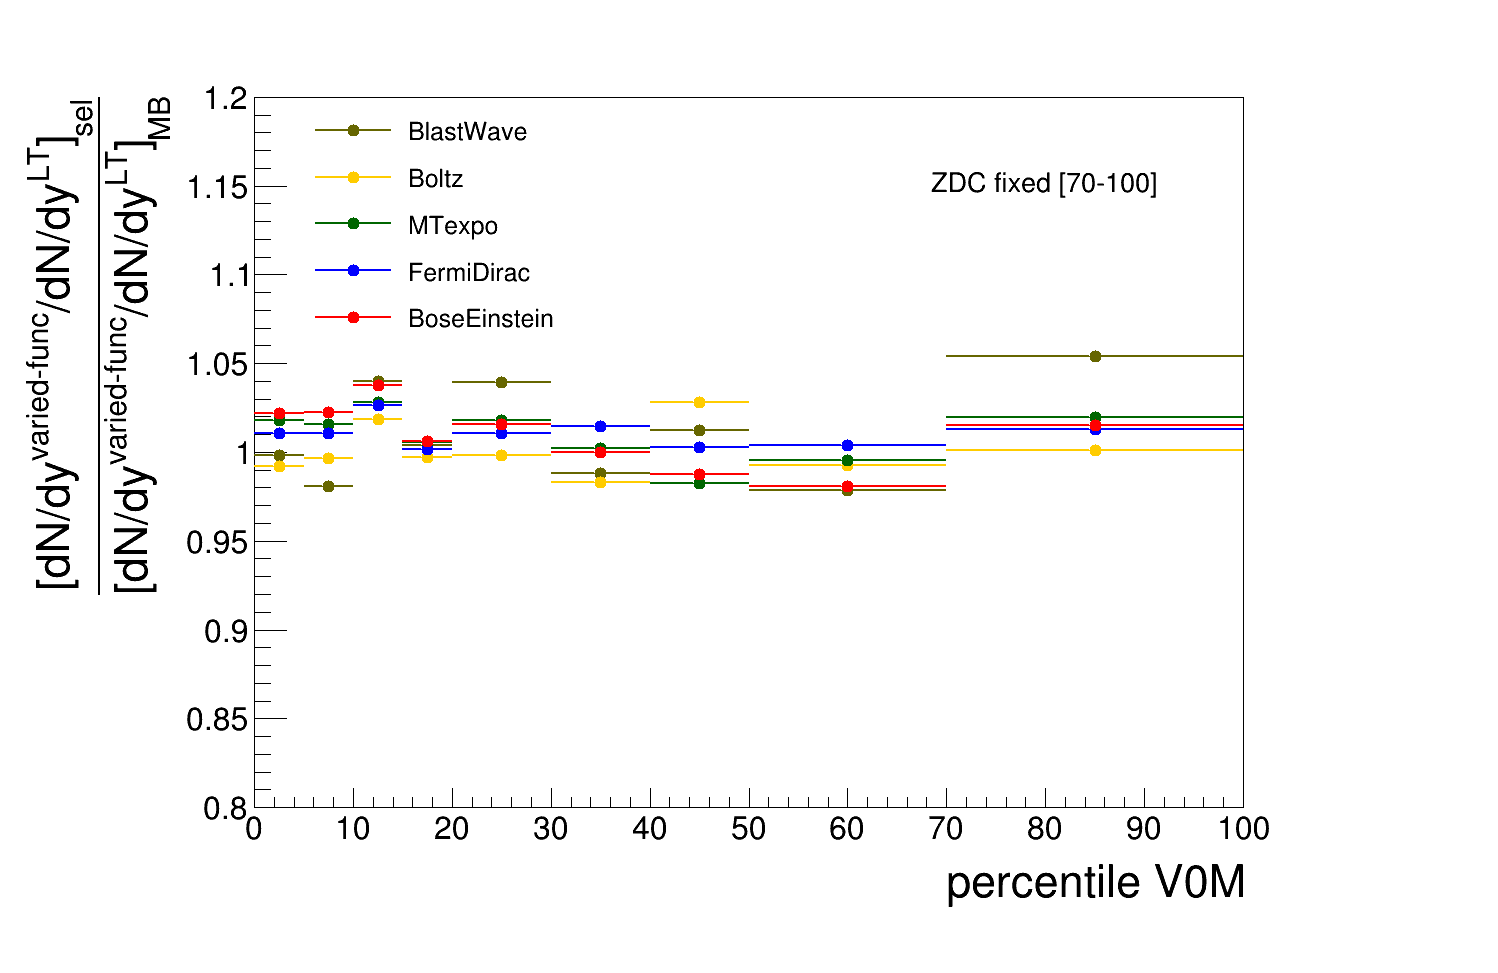 [dN/dy^varied-func/dN/dy^LT]_sel
[dN/dy^varied-func/dN/dy^LT]_MB
1.2
1.15
1.1
1.05
1
0.95
0.9
0.85
0.8
BlastWave
Boltz
MTexpo
FermiDirac
BoseEinstein
ZDC fixed [70-100]
0 10 20 30 40 50 60 70 80 90 100
percentile V0M